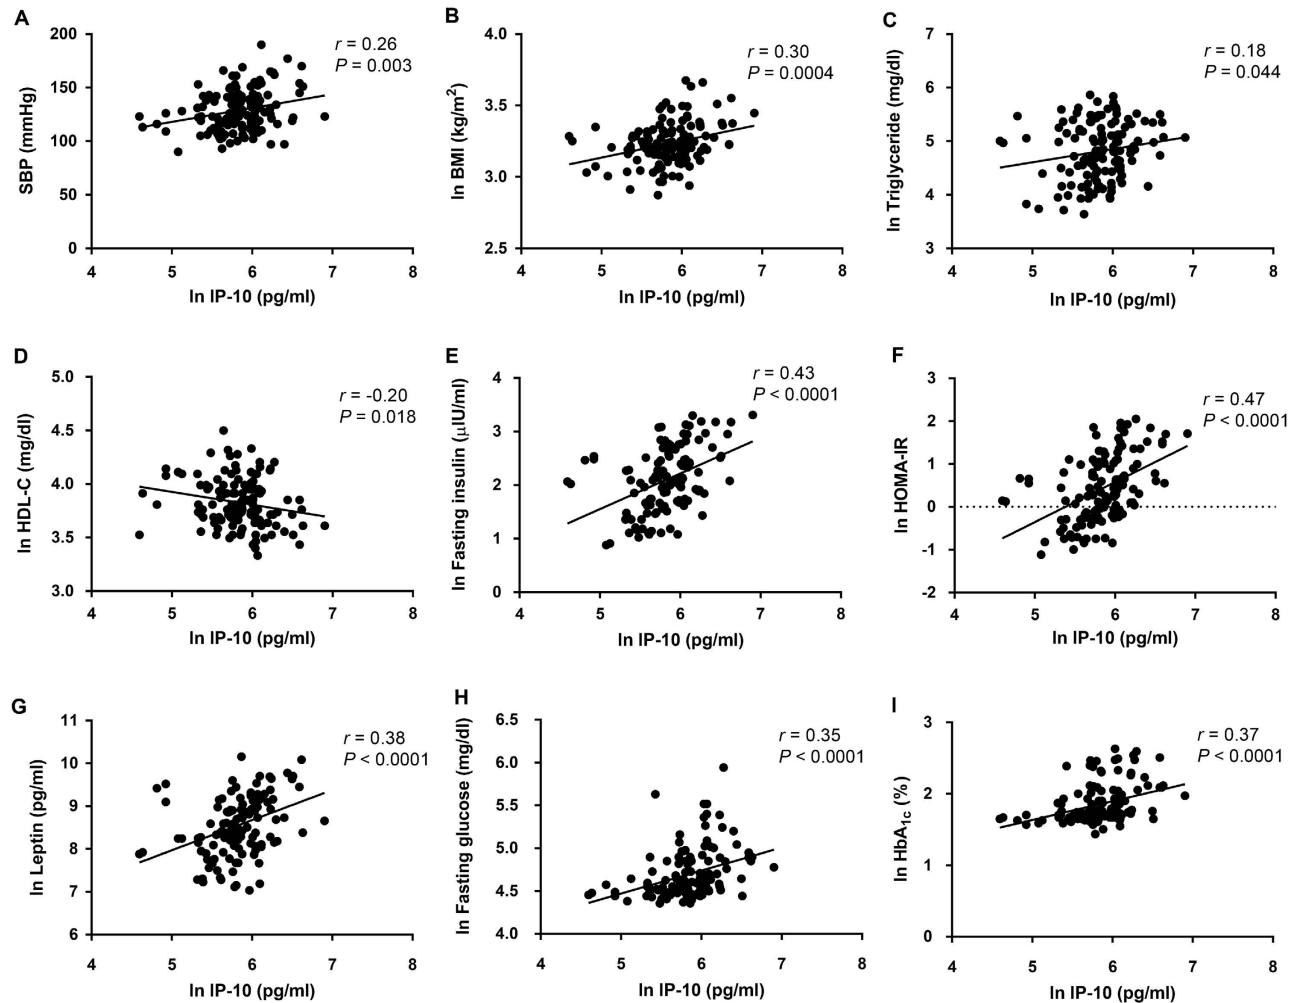 A
SBP (mmHg)
200
150
100
50
0
r = 0.26
P = 0.003
4 5 6 7 8
ln IP-10 (pg/ml)
B
ln BMI (kg/m²)
4.0
3.5
3.0
2.5
r = 0.30
P = 0.0004
4 5 6 7 8
ln IP-10 (pg/ml)
C
ln Triglyceride (mg/dl)
7
6
5
4
3
r = 0.18
P = 0.044
4 5 6 7 8
ln IP-10 (pg/ml)
D
ln HDL-C (mg/dl)
5.0
4.5
4.0
3.5
3.0
r = -0.20
P = 0.018
4 5 6 7 8
ln IP-10 (pg/ml)
E
ln Fasting insulin (μIU/ml)
4
3
2
1
0
r = 0.43
P < 0.0001
4 5 6 7 8
ln IP-10 (pg/ml)
F
ln HOMA-IR
3
2
1
0
-1
-2
r = 0.47
P < 0.0001
4 5 6 7 8
ln IP-10 (pg/ml)
G
ln Leptin (pg/ml)
11
10
9
8
7
6
r = 0.38
P < 0.0001
4 5 6 7 8
ln IP-10 (pg/ml)
H
ln Fasting glucose (mg/dl)
6.5
6.0
5.5
5.0
4.5
4.0
r = 0.35
P < 0.0001
4 5 6 7 8
ln IP-10 (pg/ml)
I
ln HbA1c (%)
3
2
1
0
r = 0.37
P < 0.0001
4 5 6 7 8
ln IP-10 (pg/ml)